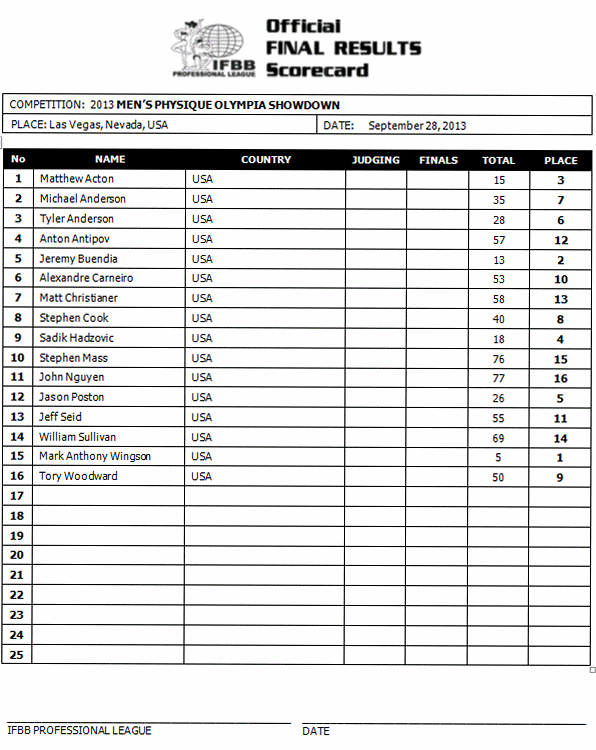 IFBB
PROFESSIONAL LEAGUE
Official
FINAL RESULTS
Scorecard
COMPETITION: 2013 MEN'S PHYSIQUE OLYMPIA SHOWDOWN
PLACE: Las Vegas, Nevada, USA DATE: September 28, 2013
No NAME COUNTRY JUDGING FINALS TOTAL PLACE
1 Matthew Acton USA 15 3
2 Michael Anderson USA 35 7
3 Tyler Anderson USA 28 6
4 Anton Antipov USA 57 12
5 Jeremy Buendia USA 13 2
6 Alexandre Carneiro USA 53 10
7 Matt Christianer USA 58 13
8 Stephen Cook USA 40 8
9 Sadik Hadzovic USA 18 4
10 Stephen Mass USA 76 15
11 John Nguyen USA 77 16
12 Jason Poston USA 26 5
13 Jeff Seid USA 55 11
14 William Sullivan USA 69 14
15 Mark Anthony Wingson USA 5 1
16 Tory Woodward USA 50 9
17
18
19
20
21
22
23
24
25
IFBB PROFESSIONAL LEAGUE DATE